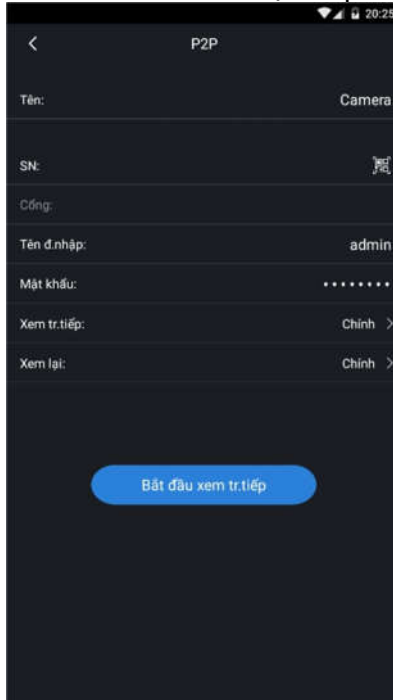 20:25
P2P
Tên: Camera
SN:
Cổng:
Tên đ.nhập: admin
Mật khẩu: ••••••••
Xem tr.tiếp: Chính
Xem lại: Chính
Bắt đầu xem tr.tiếp